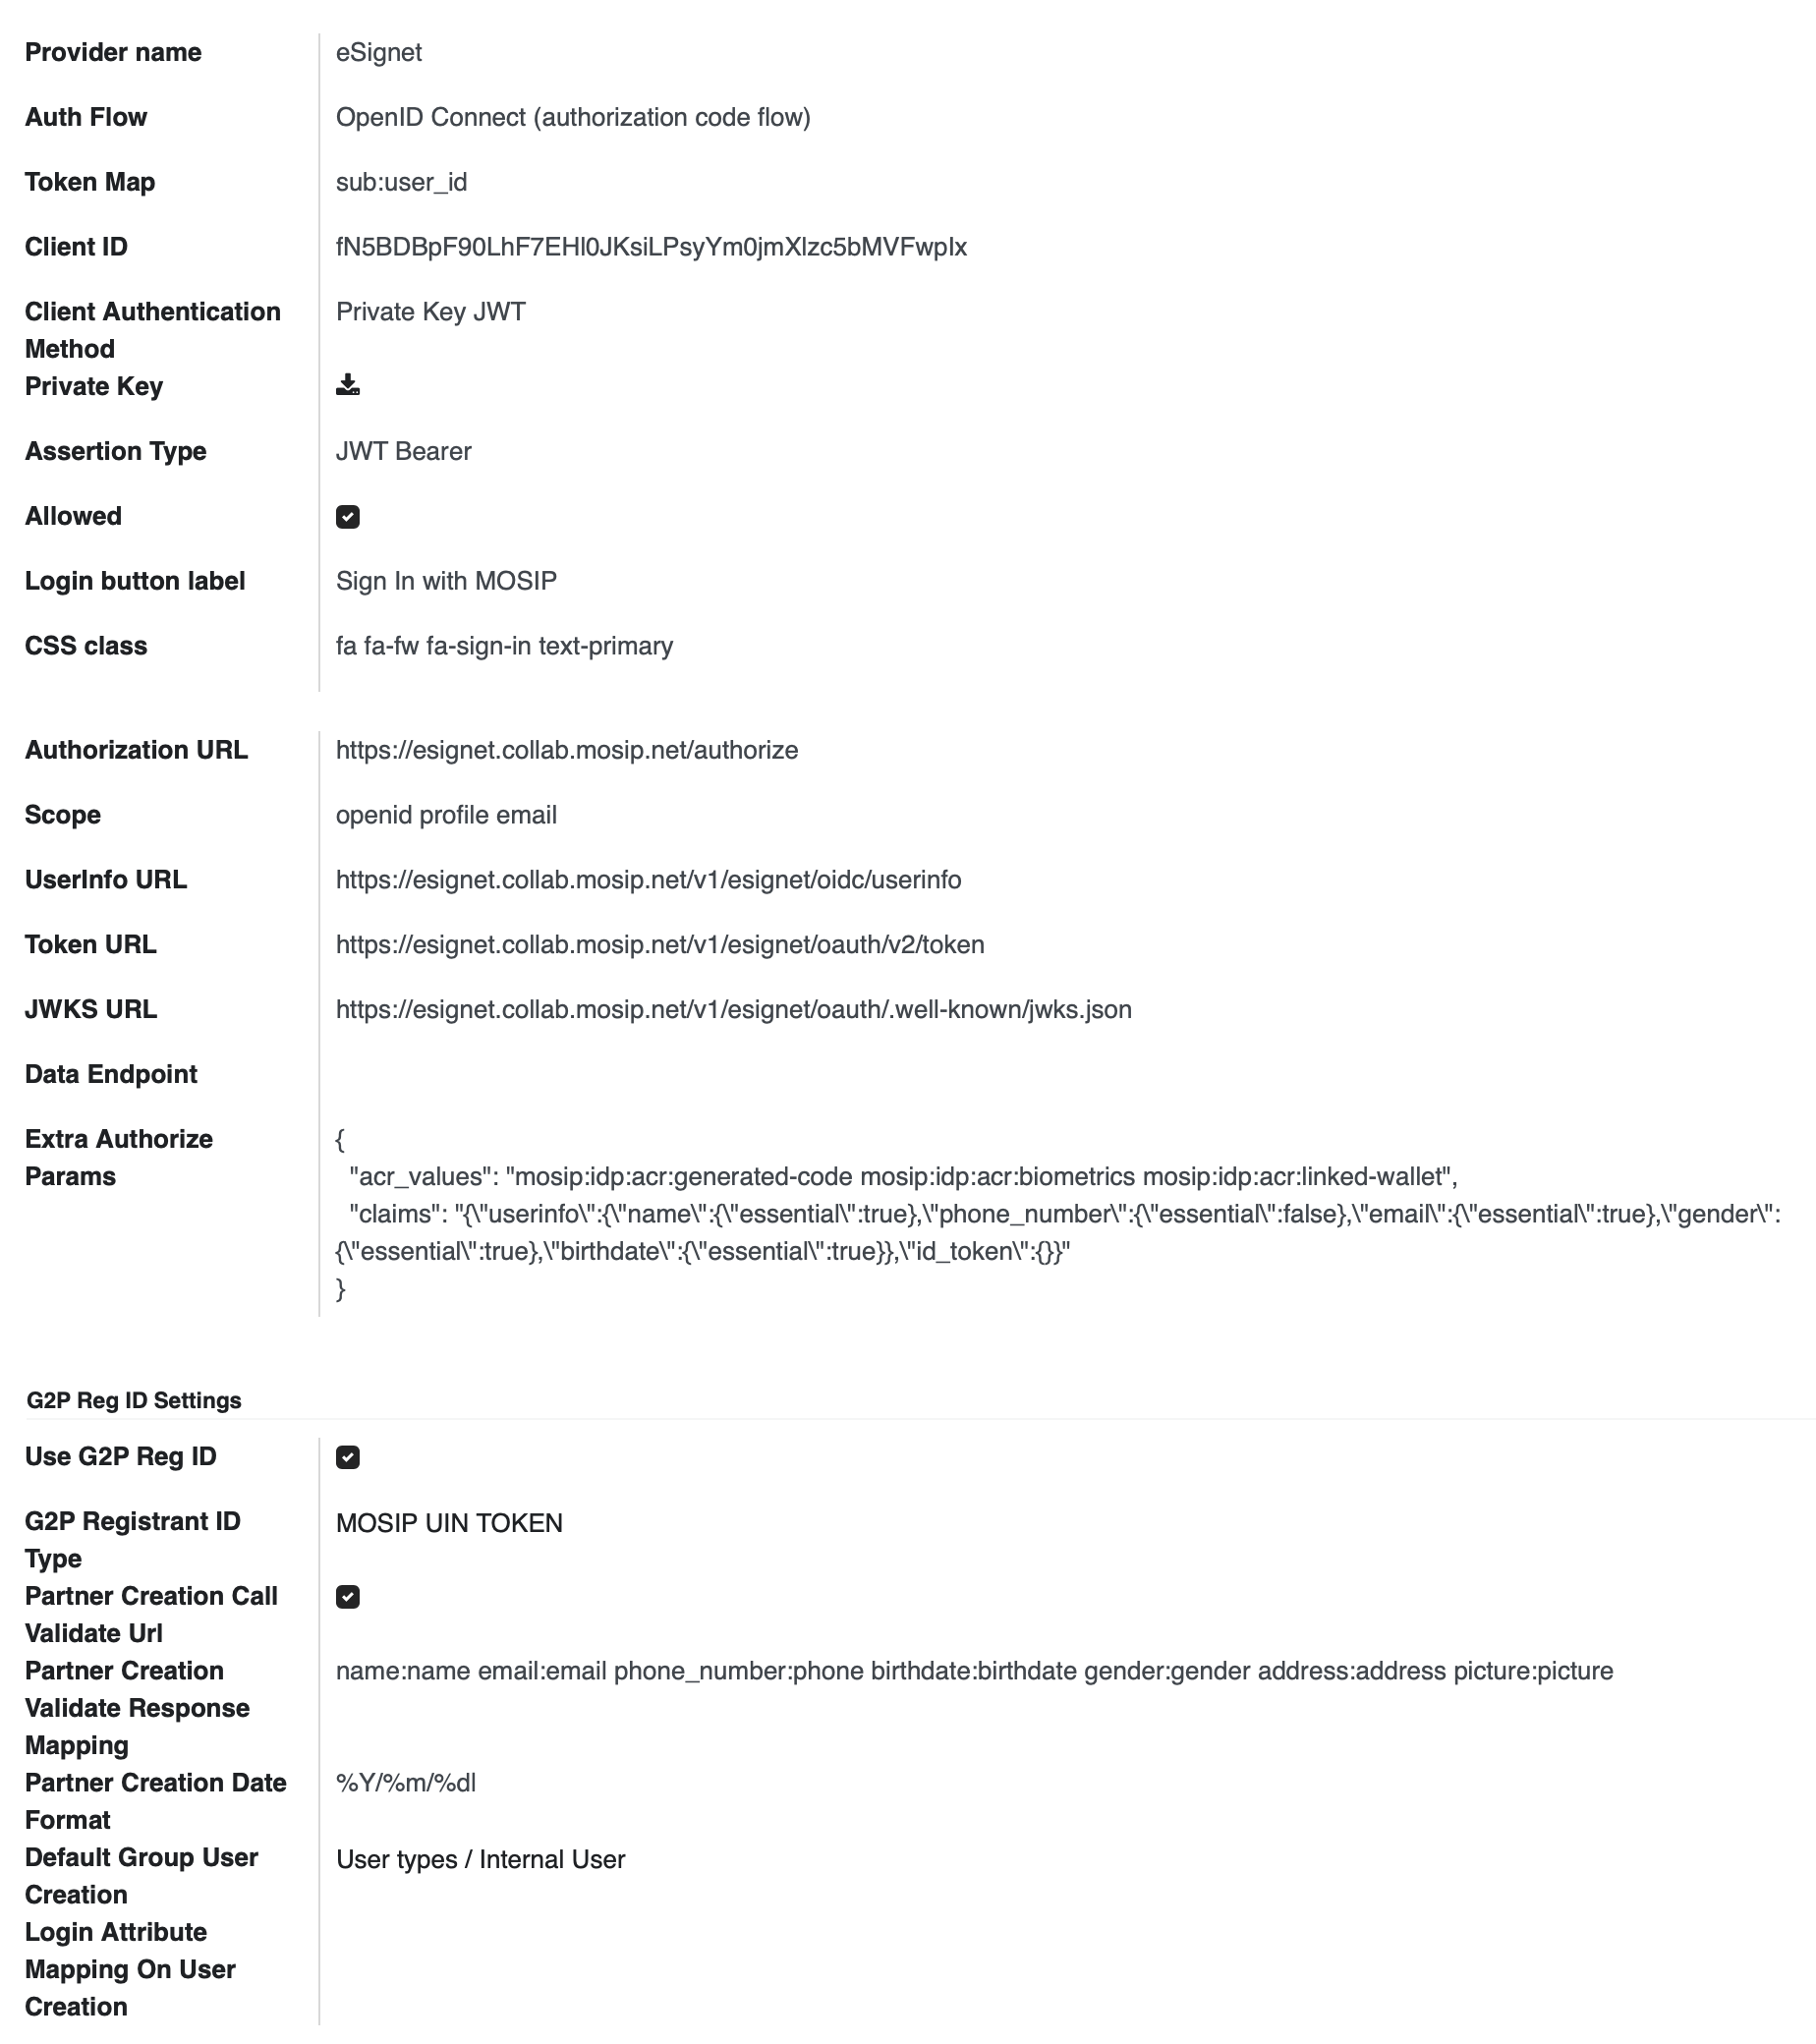 Provider name eSignet
Auth Flow OpenID Connect (authorization code flow)
Token Map sub:user_id
Client ID fN5BDBpF90LhF7EHI0JKsiLPsyYm0jmXlzc5bMVFwpIx
Client Authentication Method Private Key JWT
Private Key
Assertion Type JWT Bearer
Allowed
Login button label Sign In with MOSIP
CSS class fa fa-fw fa-sign-in text-primary
Authorization URL https://esignet.collab.mosip.net/authorize
Scope openid profile email
UserInfo URL https://esignet.collab.mosip.net/v1/esignet/oidc/userinfo
Token URL https://esignet.collab.mosip.net/v1/esignet/oauth/v2/token
JWKS URL https://esignet.collab.mosip.net/v1/esignet/oauth/.well-known/jwks.json
Data Endpoint
Extra Authorize Params
{
"acr_values": "mosip:idp:acr:generated-code mosip:idp:acr:biometrics mosip:idp:acr:linked-wallet",
"claims": "{\"userinfo\":{\"name\":{\"essential\":true},\"phone_number\":{\"essential\":false},\"email\":{\"essential\":true},\"gender\":
{\"essential\":true},\"birthdate\":{\"essential\":true}},\"id_token\":{}}"
}
G2P Reg ID Settings
Use G2P Reg ID
G2P Registrant ID Type MOSIP UIN TOKEN
Partner Creation Call Validate Url
Partner Creation Validate Response Mapping name:name email:email phone_number:phone birthdate:birthdate gender:gender address:address picture:picture
Partner Creation Date Format %Y/%m/%dl
Default Group User Creation User types / Internal User
Login Attribute Mapping On User Creation